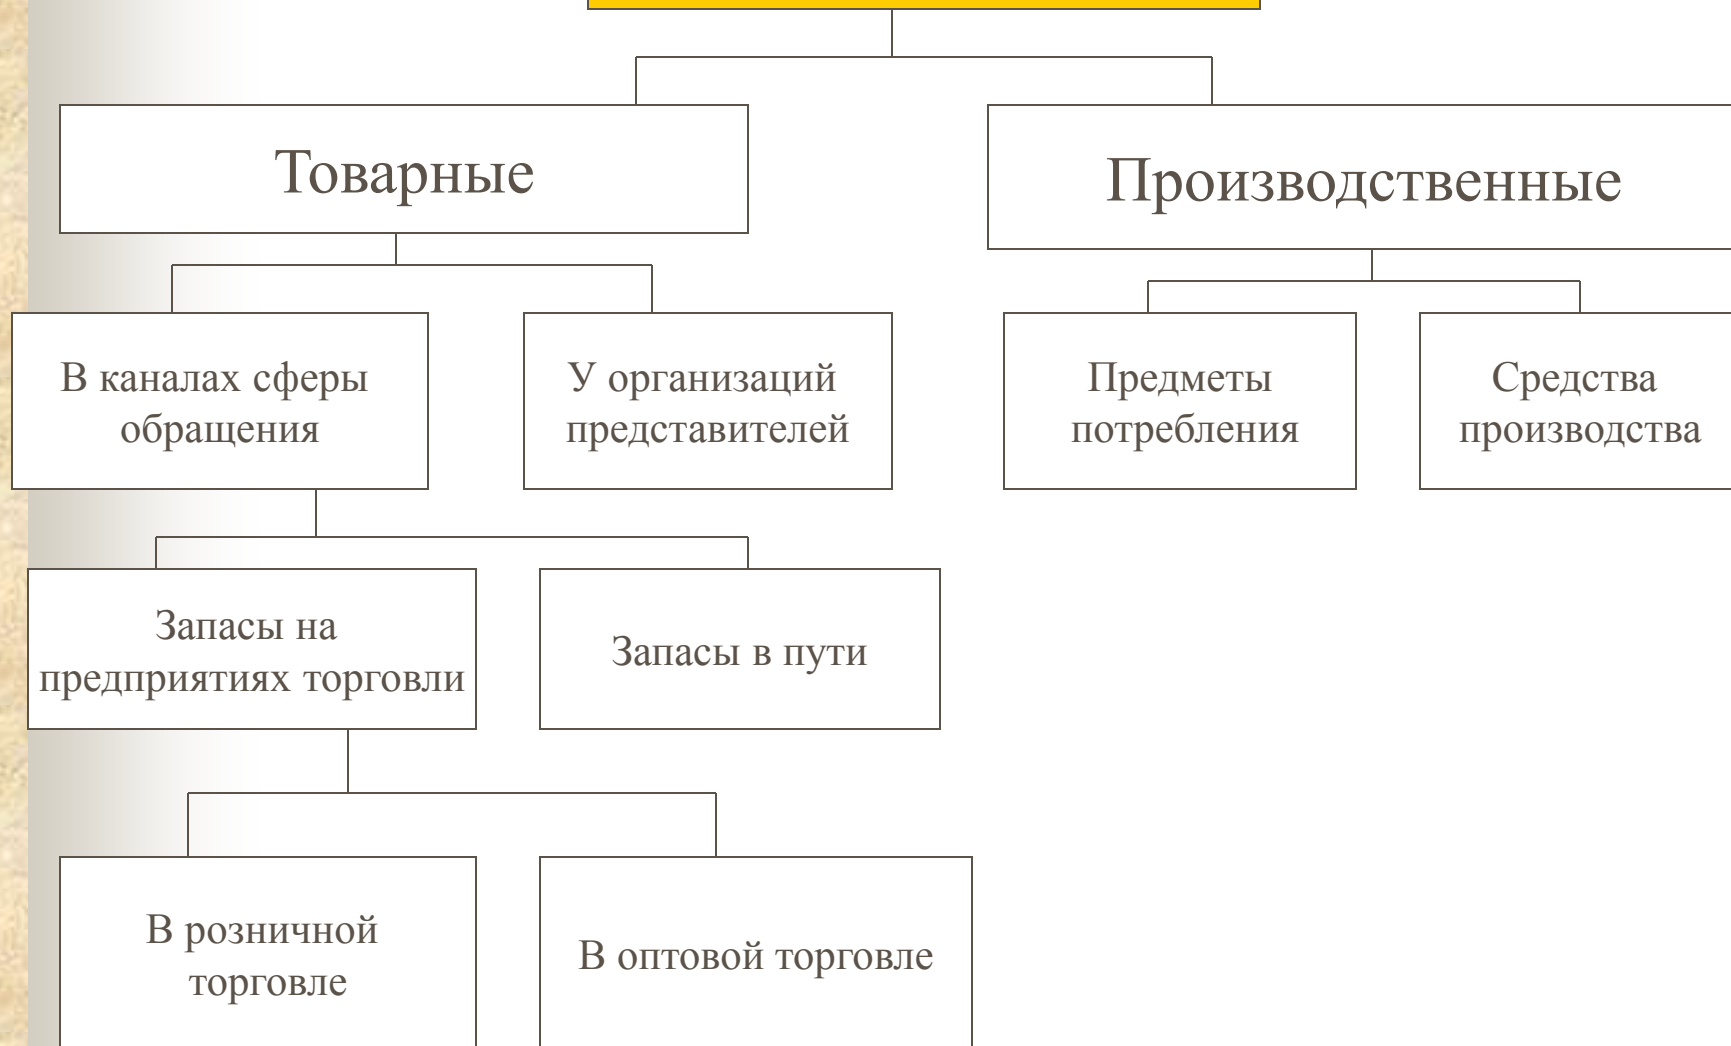 Товарные
Производственные
В каналах сферы
обращения
У организаций
представителей
Предметы
потребления
Средства
производства
Запасы на
предприятиях торговли
Запасы в пути
В розничной
торговле
В оптовой торговле